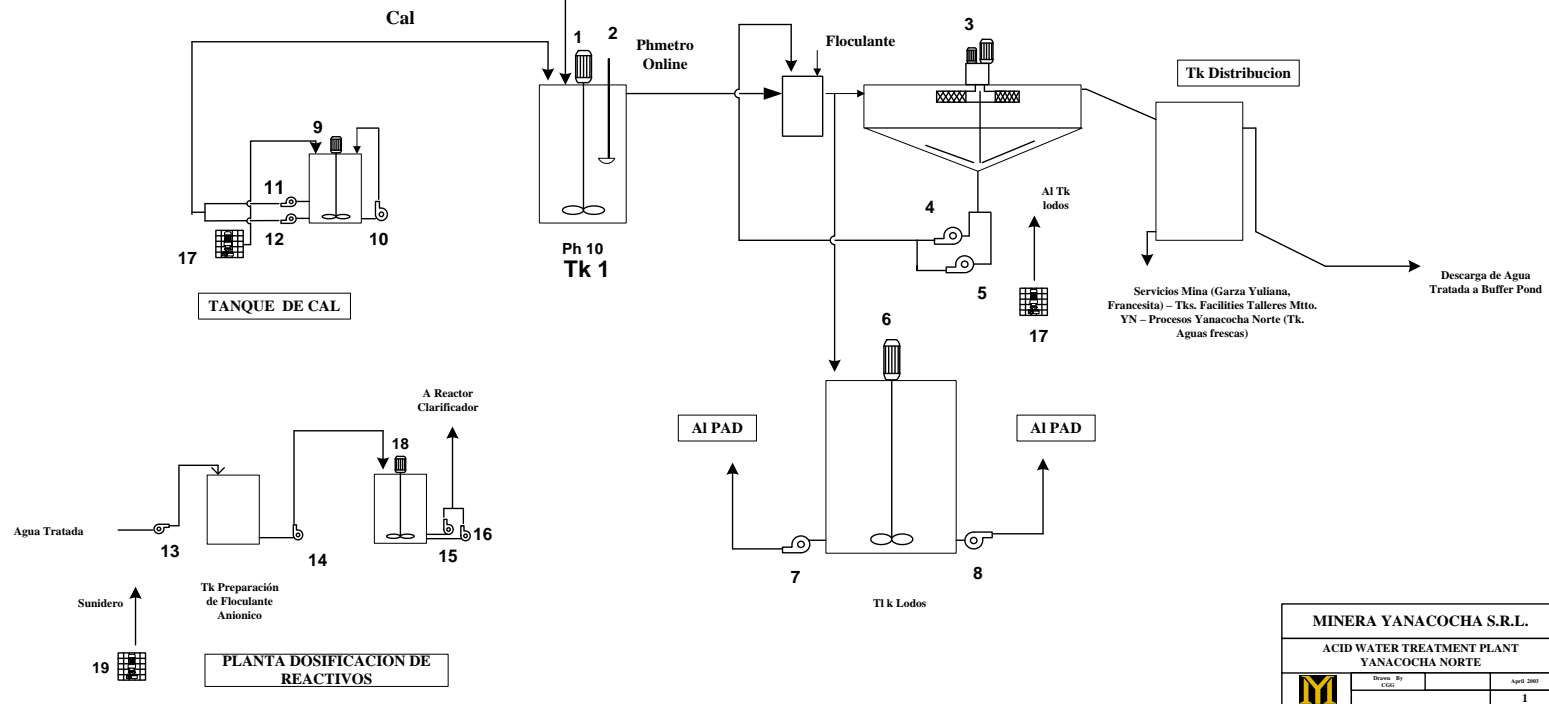 Cal
1
2
3
Phmetro
Online
Floculante
Tk Distribucion
9
11
12
10
17
TANQUE DE CAL
Ph 10
Tk 1
4
5
Al Tk
lodos
17
Servicios Mina (Garza Yuliana,
Francesita) – Tks. Facilities Talleres Mtto.
YN – Procesos Yanacocha Norte (Tk.
Aguas frescas)
Descarga de Agua
Tratada a Buffer Pond
6
Al PAD
Al PAD
7
8
Tl k Lodos
A Reactor
Clarificador
18
Agua Tratada
13
14
15
16
Tk Preparación
de Floculante
Anionico
Sunidero
19
PLANTA DOSIFICACION DE
REACTIVOS
MINERA YANACOCHA S.R.L.
ACID WATER TREATMENT PLANT
YANACOCHA NORTE
Drawn By
CGG
April 2003
1